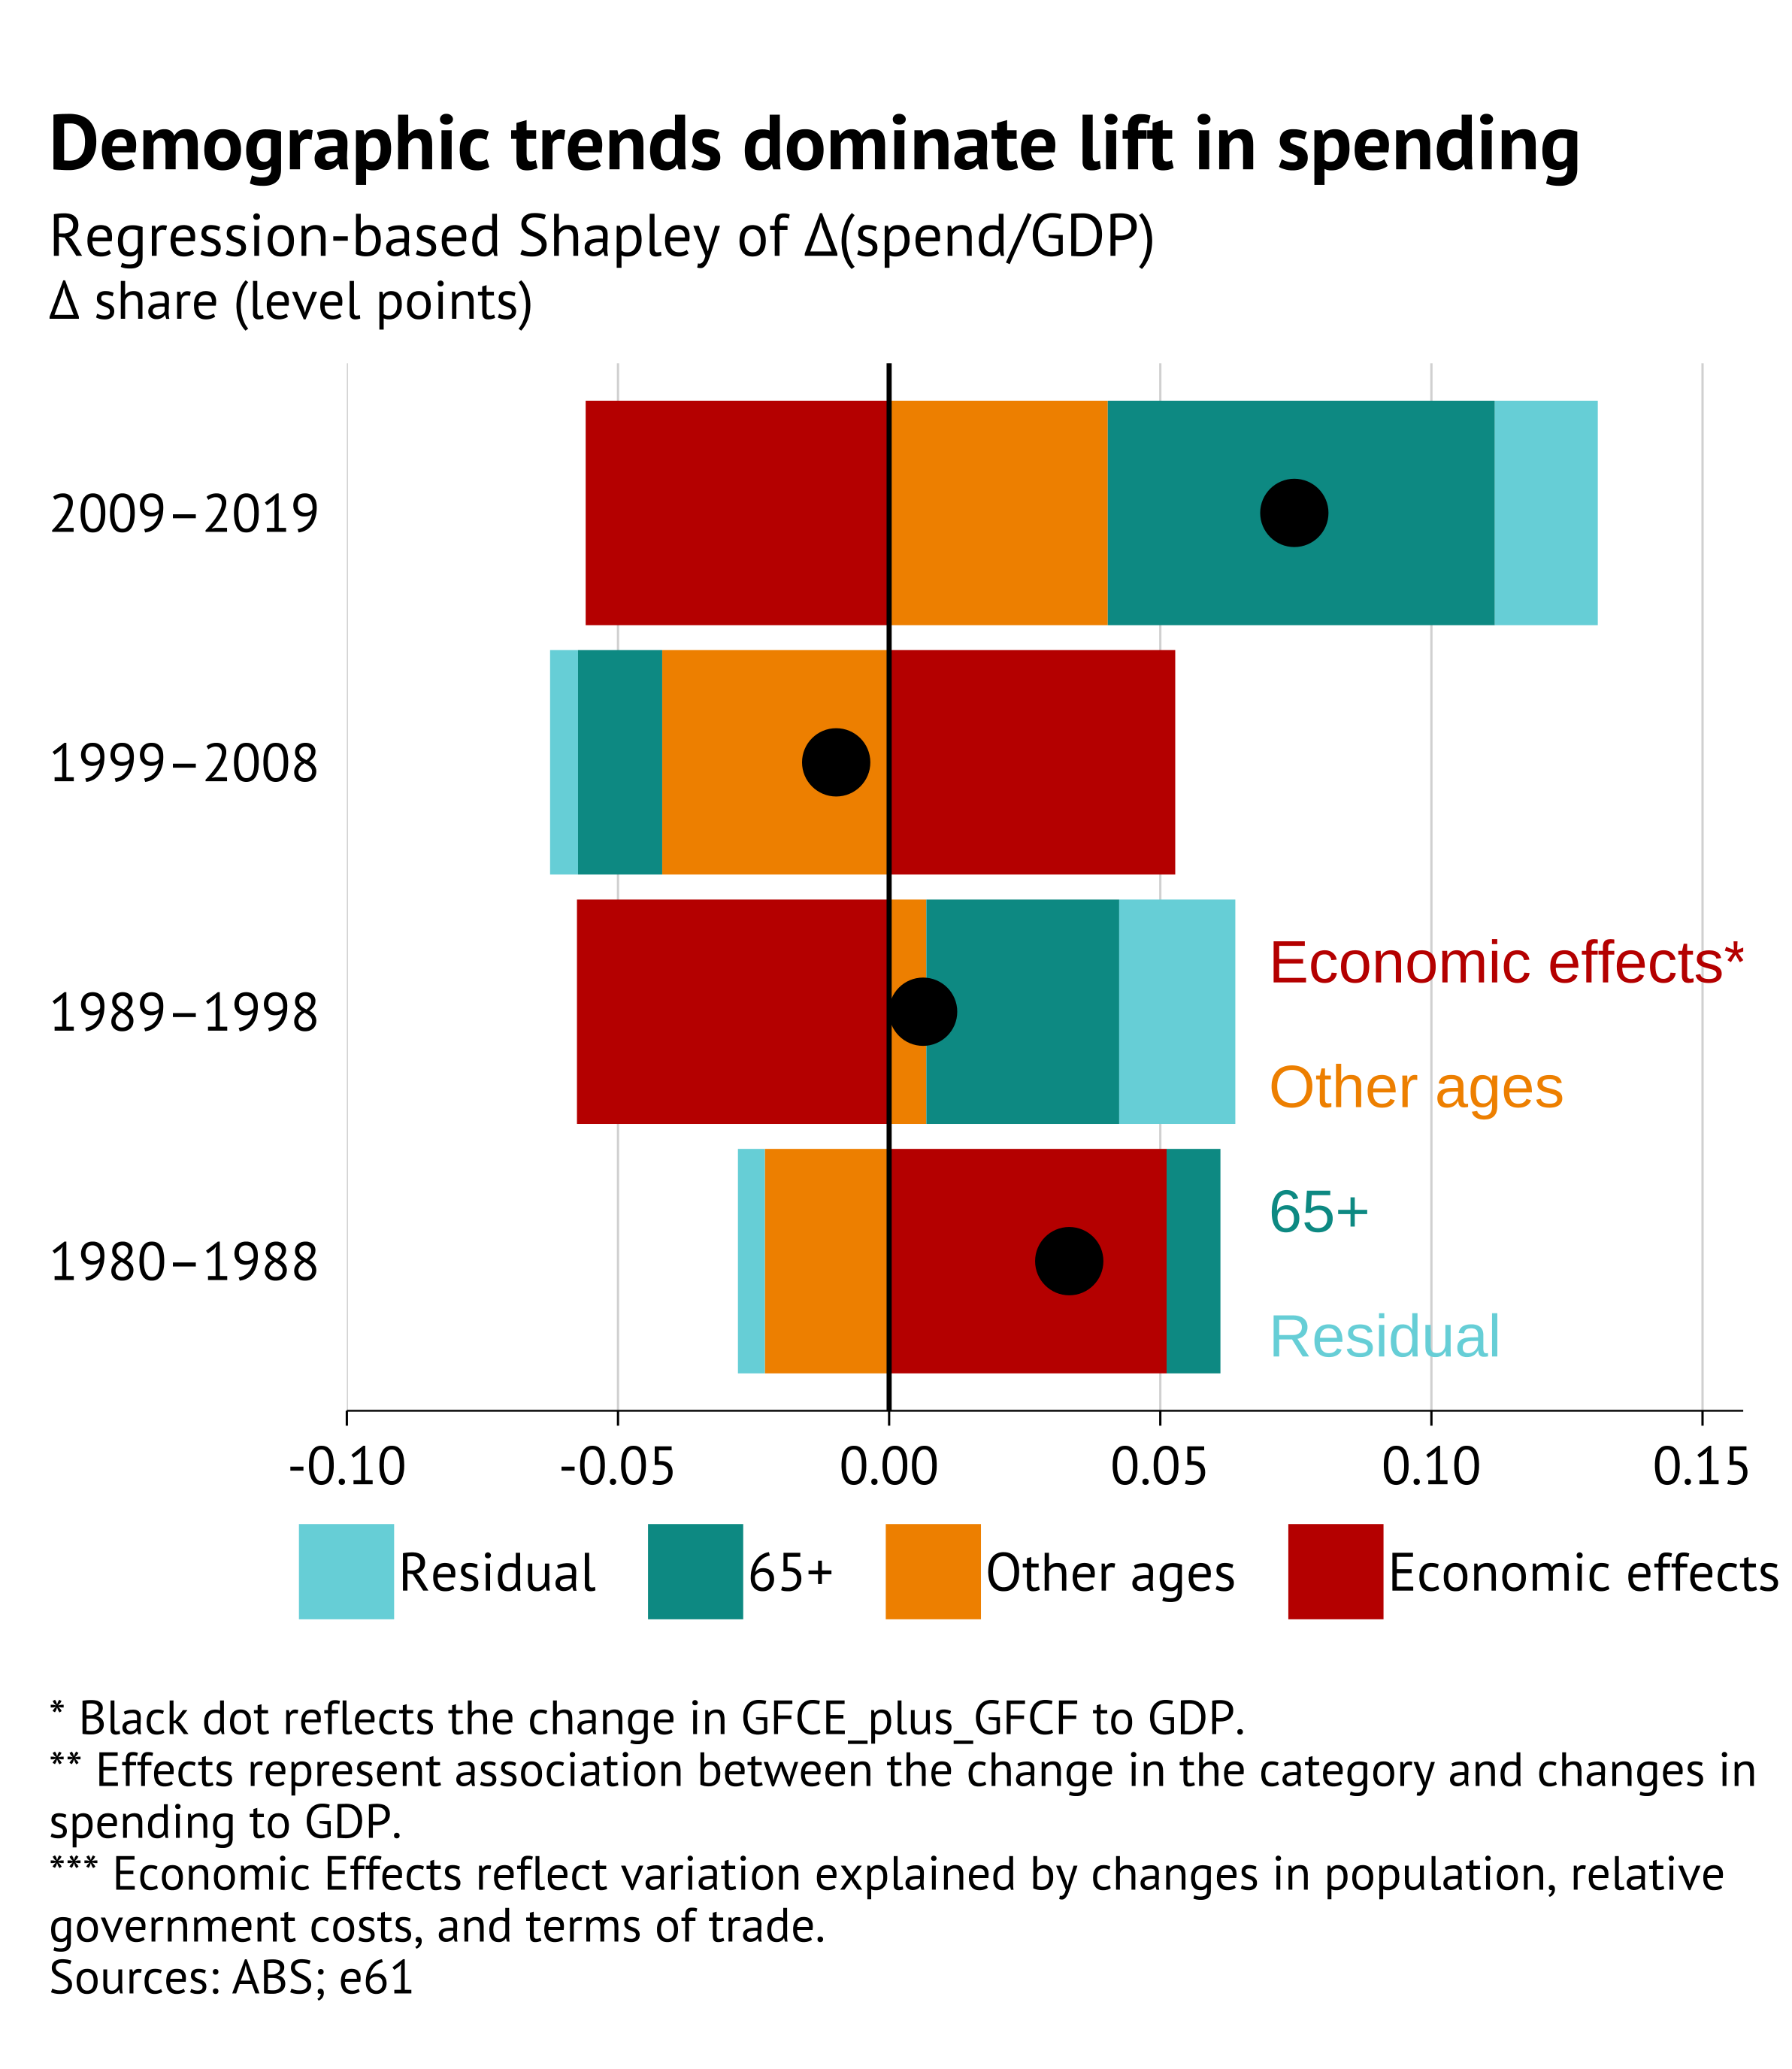 Demographic trends dominate lift in spending
Regression-based Shapley of Δ(spend/GDP)
Δ share (level points)
2009–2019
1999–2008
1989–1998
1980–1988
Economic effects*
Other ages
65+
Residual
-0.10 -0.05 0.00 0.05 0.10 0.15
Residual 65+ Other ages Economic effects
* Black dot reflects the change in GFCE_plus_GFCF to GDP.
** Effects represent association between the change in the category and changes in
spending to GDP.
*** Economic Effects reflect variation explained by changes in population, relative
government costs, and terms of trade.
Sources: ABS; e61